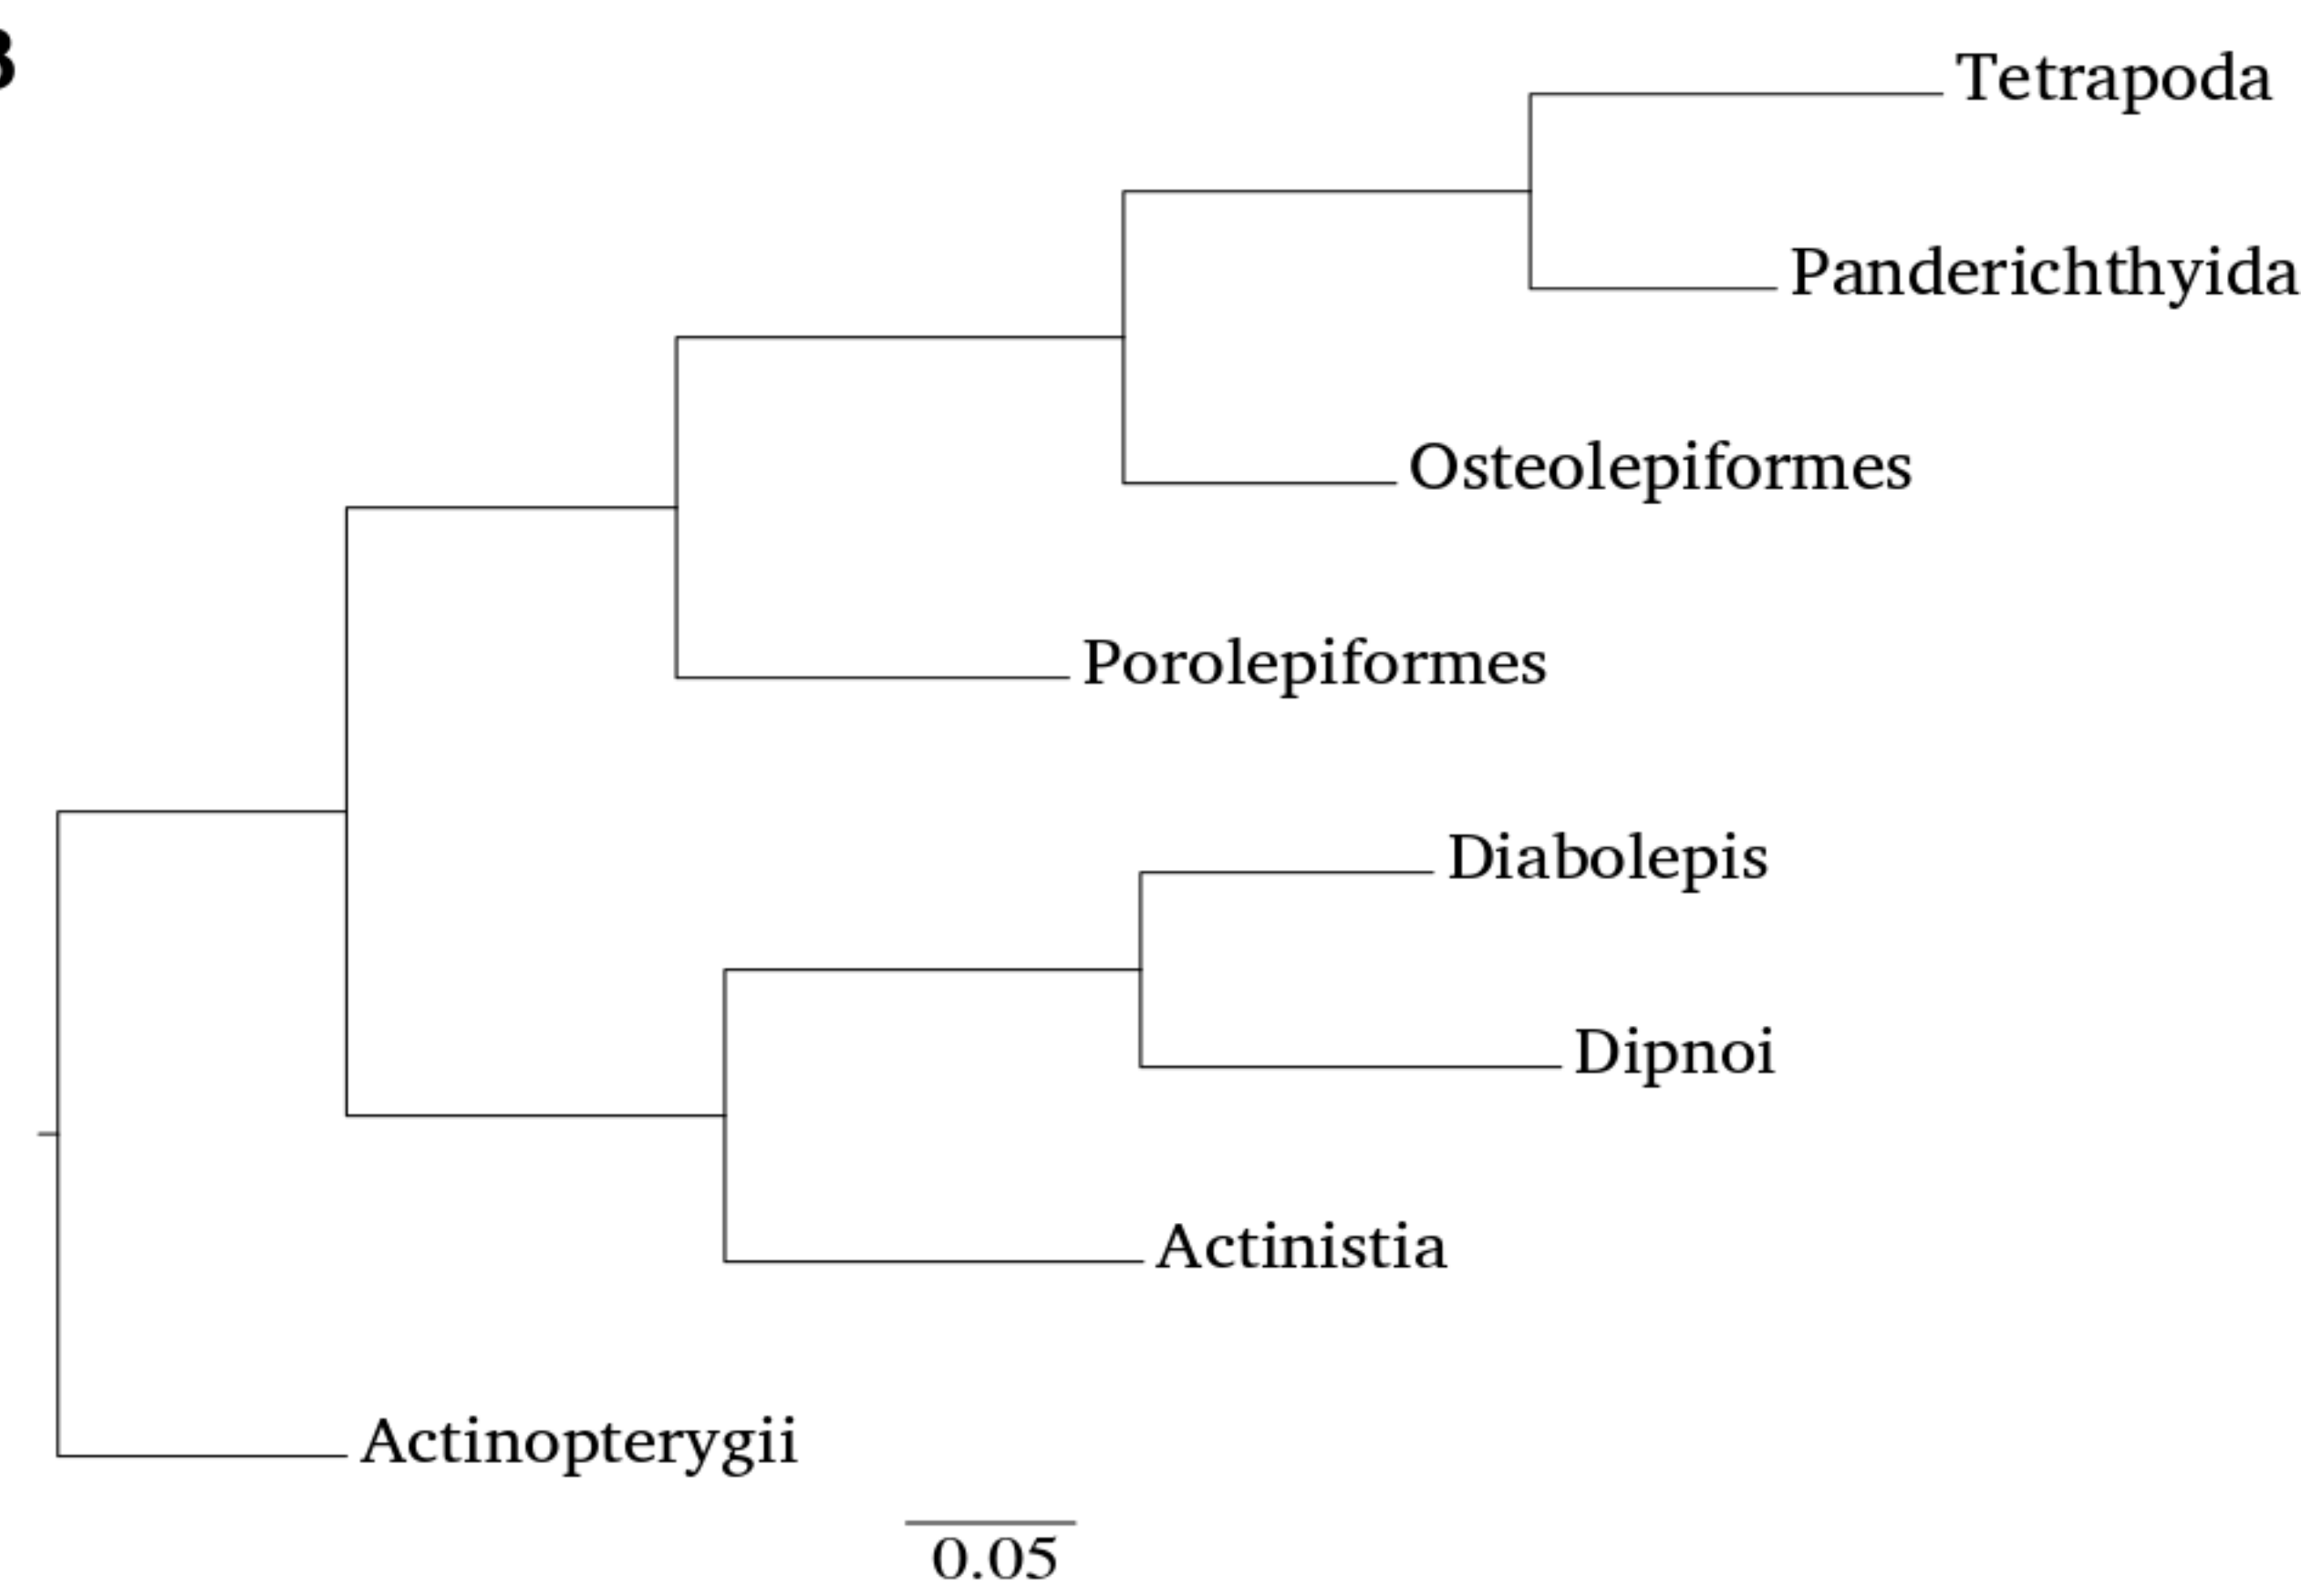 B
Tetrapoda
Panderichthyida
Osteolepiformes
Porolepiformes
Diabolepis
Dipnoi
Actinistia
Actinopterygii
0.05